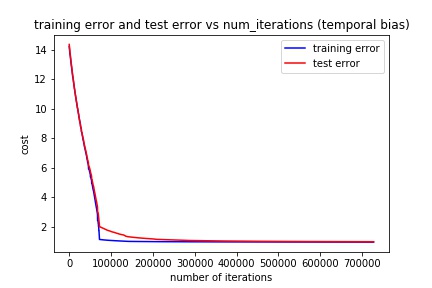 training error and test error vs num_iterations (temporal bias)
training error
test error
cost
14
12
10
8
6
4
2
0 100000 200000 300000 400000 500000 600000 700000
number of iterations